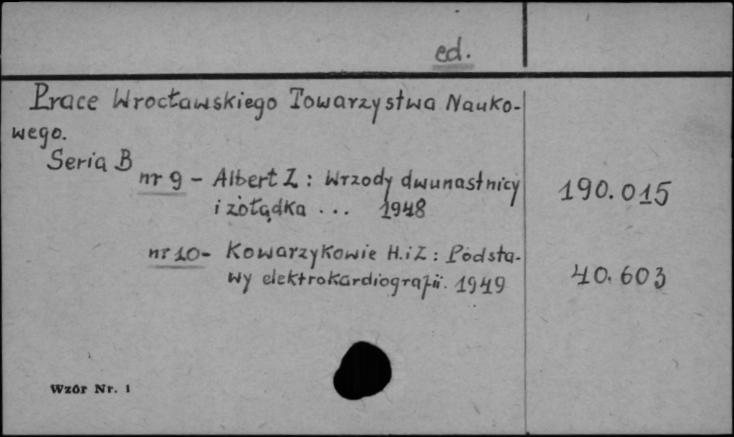 ed.
Prace Wrocławskiego Towarzystwa Nauko-
wego.
Seria B
nr 9 - Albert Z: Wrzody dwunastnicy
i żołądka ... 1948
190.015
nr 10 - Kowarzykowie H. i Z: Podsta-
wy elektrokardiografii. 1949
40.603
Wzór Nr. 1